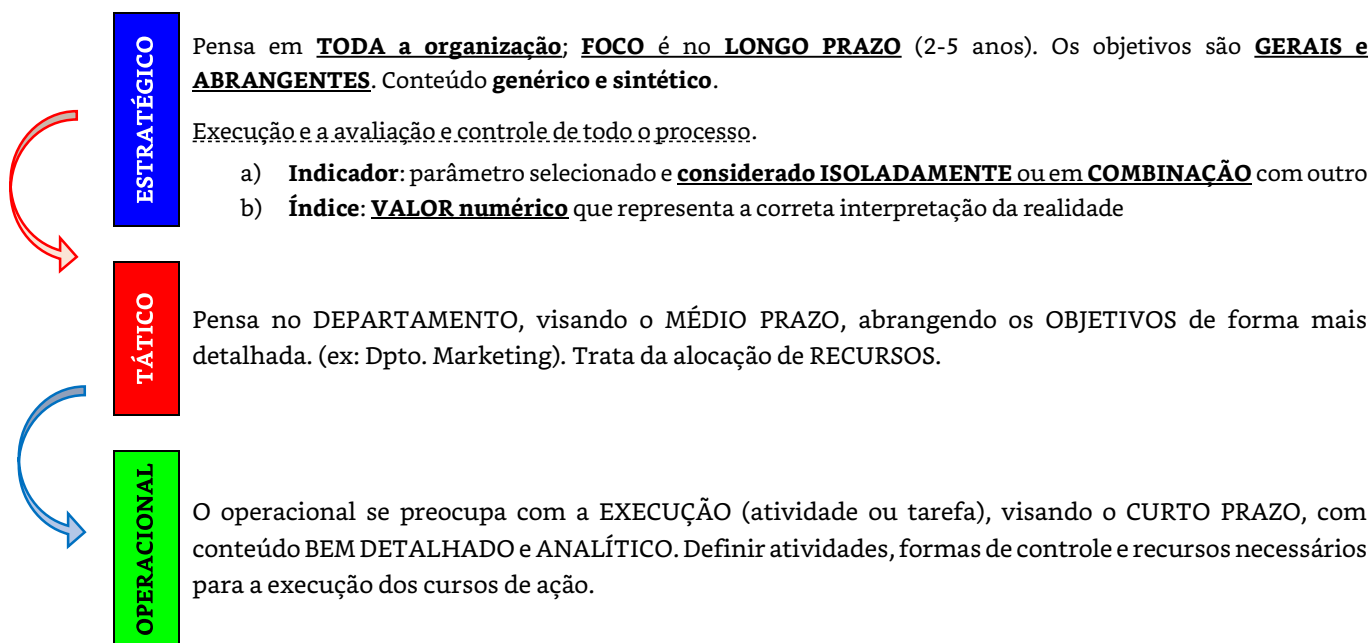 ESTRATÉGICO
Pensa em TODA a organização; FOCO é no LONGO PRAZO (2-5 anos). Os objetivos são GERAIS e
ABRANGENTES. Conteúdo genérico e sintético.
Execução e a avaliação e controle de todo o processo.
a) Indicador: parâmetro selecionado e considerado ISOLADAMENTE ou em COMBINAÇÃO com outro
b) Índice: VALOR numérico que representa a correta interpretação da realidade
TÁTICO
Pensa no DEPARTAMENTO, visando o MÉDIO PRAZO, abrangendo os OBJETIVOS de forma mais
detalhada. (ex: Dpto. Marketing). Trata da alocação de RECURSOS.
OPERACIONAL
O operacional se preocupa com a EXECUÇÃO (atividade ou tarefa), visando o CURTO PRAZO, com
conteúdo BEM DETALHADO e ANALÍTICO. Definir atividades, formas de controle e recursos necessários
para a execução dos cursos de ação.